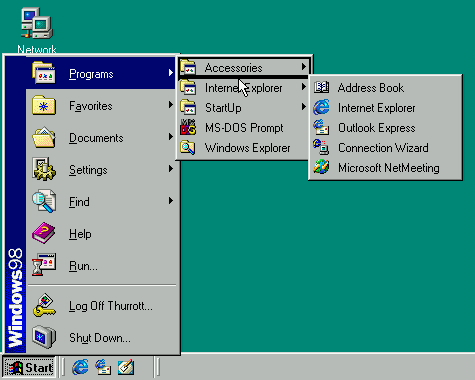 Network
Programs
Favorites
Documents
Settings
Find
Help
Run...
Log Off Thurrott...
Shut Down...
Windows98
Accessories
Internet Explorer
StartUp
MS-DOS Prompt
Windows Explorer
Address Book
Internet Explorer
Outlook Express
Connection Wizard
Microsoft NetMeeting
Start